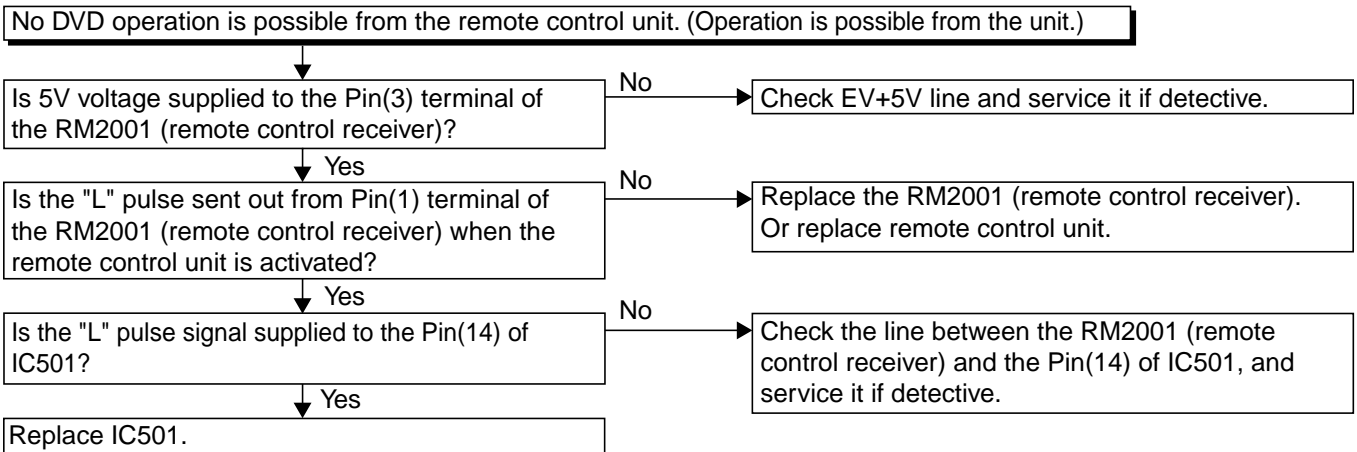 No DVD operation is possible from the remote control unit. (Operation is possible from the unit.)
Is 5V voltage supplied to the Pin(3) terminal of
the RM2001 (remote control receiver)?
No
Check EV+5V line and service it if detective.
Yes
Is the "L" pulse sent out from Pin(1) terminal of
the RM2001 (remote control receiver) when the
remote control unit is activated?
No
Replace the RM2001 (remote control receiver).
Or replace remote control unit.
Yes
Is the "L" pulse signal supplied to the Pin(14) of
IC501?
No
Check the line between the RM2001 (remote
control receiver) and the Pin(14) of IC501, and
service it if detective.
Yes
Replace IC501.